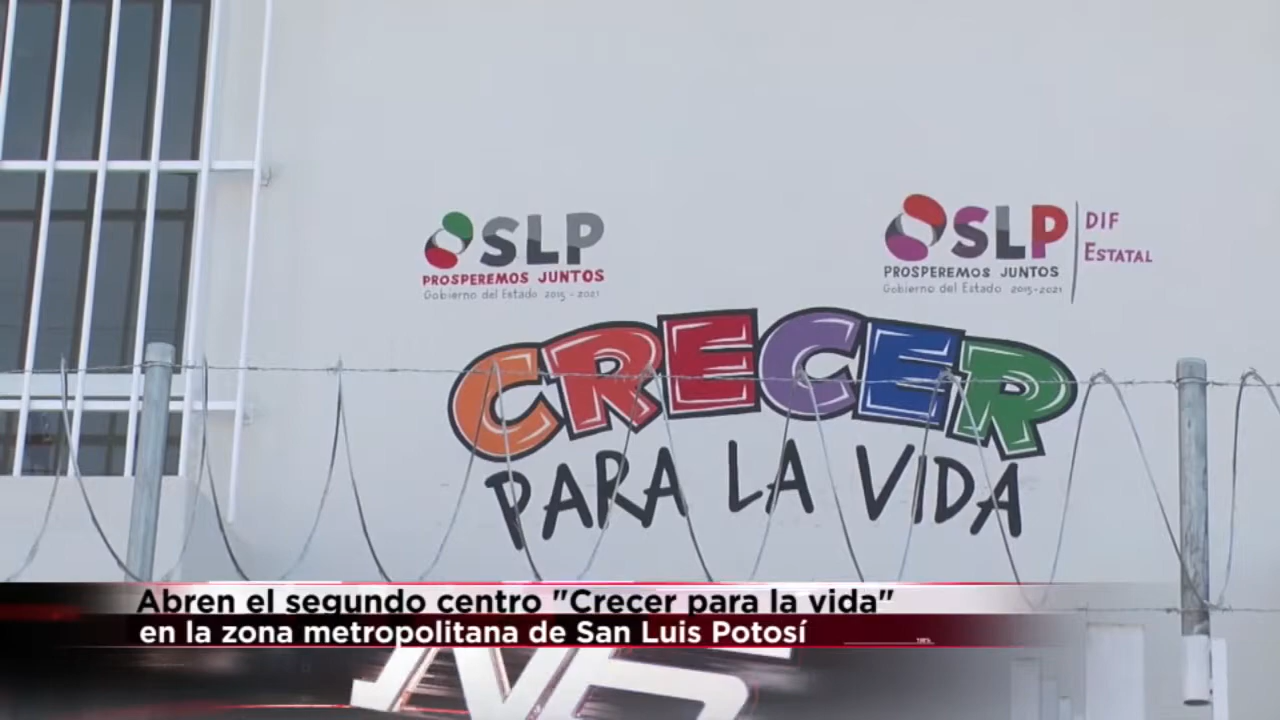 SLP
PROSPEREMOS JUNTOS
Gobierno del Estado 2015-2021
SLP
PROSPEREMOS JUNTOS
Gobierno del Estado 2015-2021
DIF
ESTATAL
CRECER
PARA LA VIDA
Abren el segundo centro "Crecer para la vida"
en la zona metropolitana de San Luis Potosí